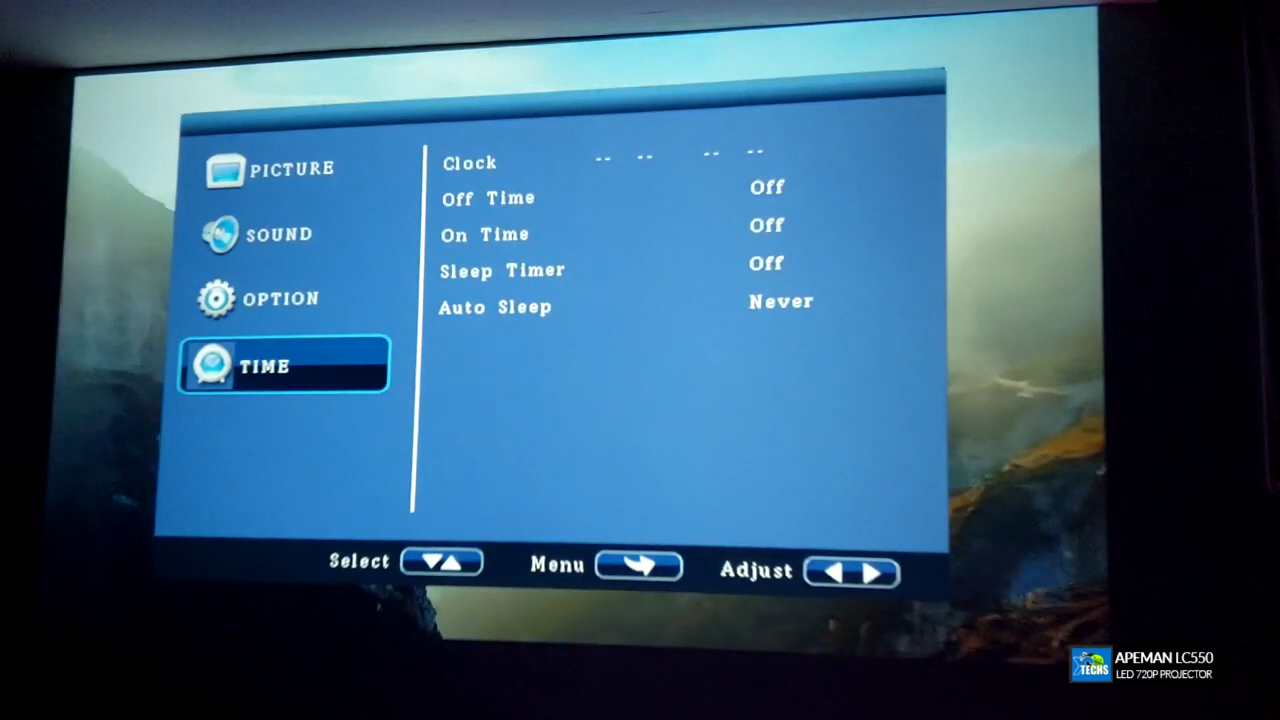 PICTURE
SOUND
OPTION
TIME
Clock -- -- -- --
Off Time Off
On Time Off
Sleep Timer Off
Auto Sleep Never
Select Menu Adjust
TECHS
APEMAN LC550
LED 720P PROJECTOR